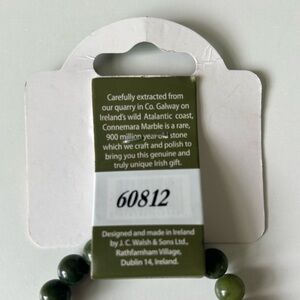 Carefully extracted from
our quarry in Co. Galway on
Ireland's wild Atalantic coast,
Connemara Marble is a rare,
900 million year old stone
which we craft and polish to
bring you this genuine and
truly unique Irish gift.
60812
Designed and made in Ireland
by J. C. Walsh & Sons Ltd.,
Rathfarnham Village,
Dublin 14, Ireland.